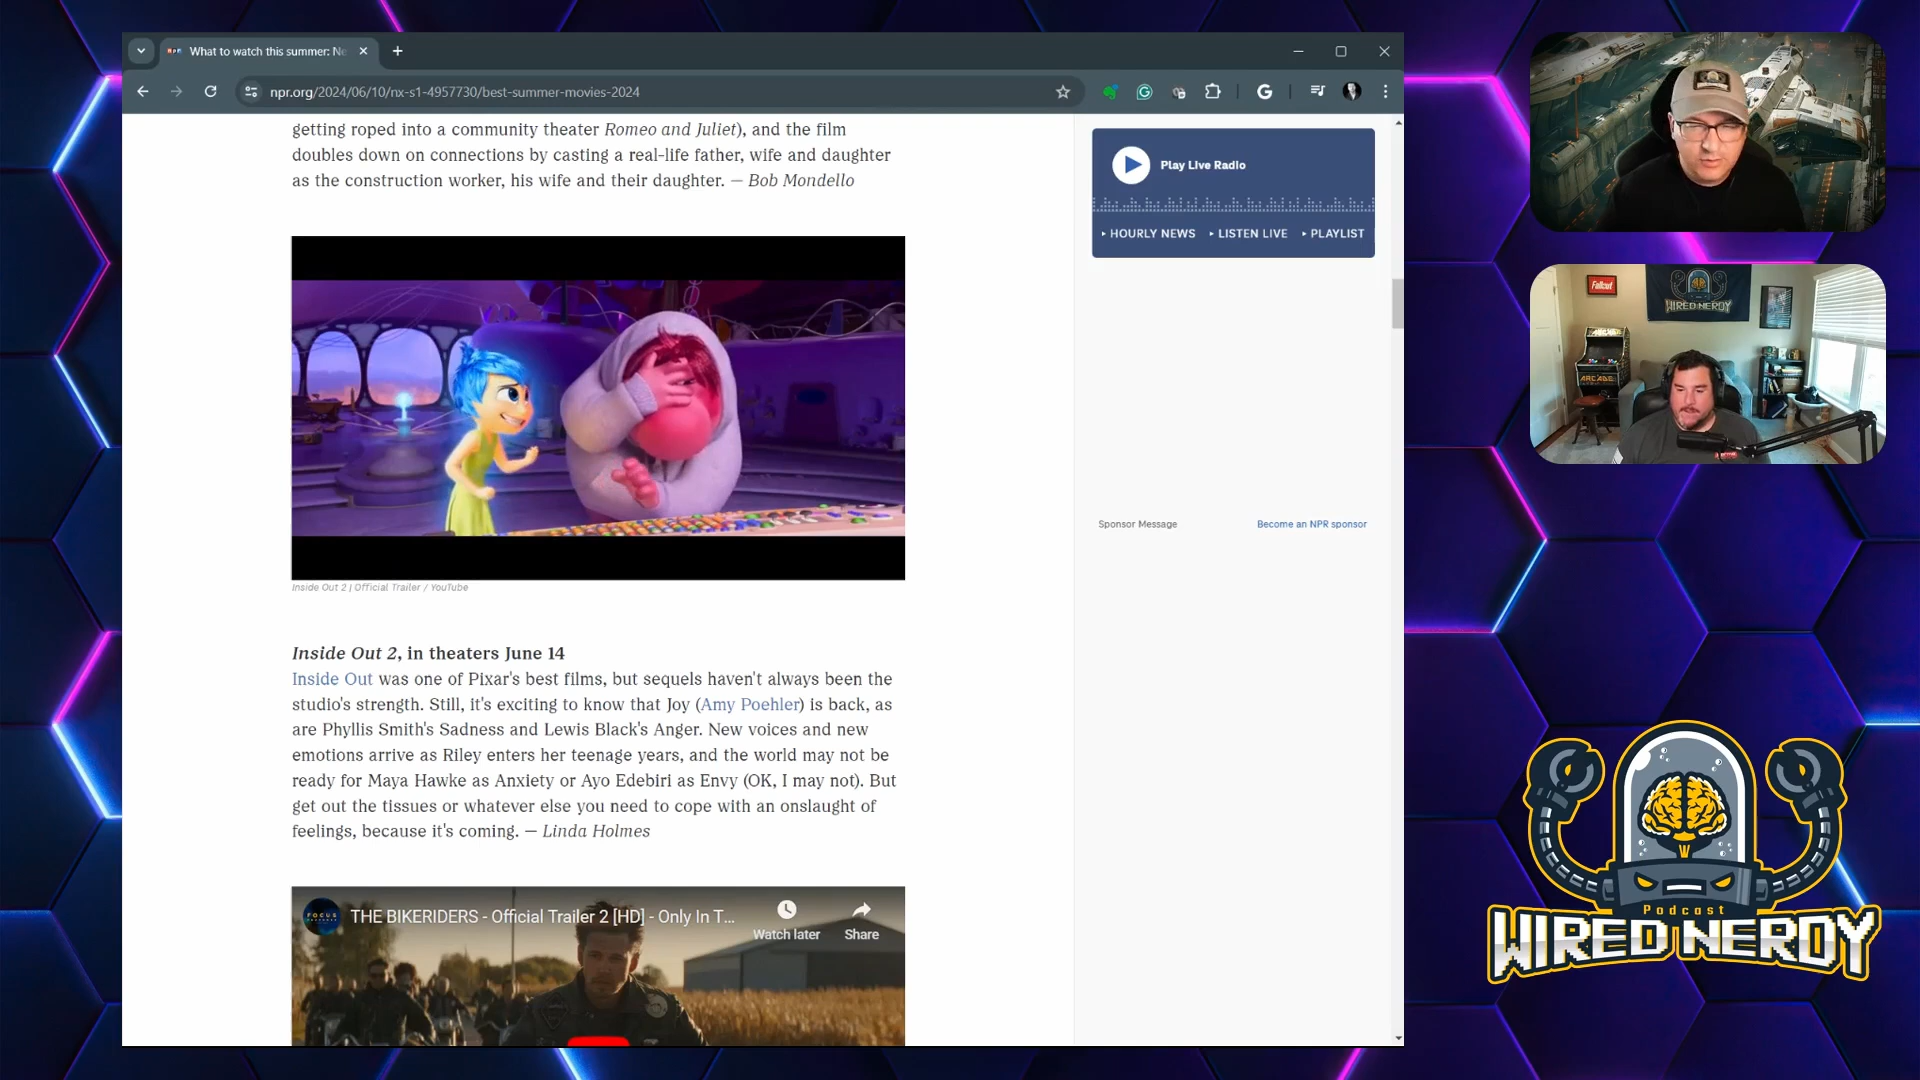 npr What to watch this summer: Ne
npr.org/2024/06/10/nx-s1-4957730/best-summer-movies-2024
getting roped into a community theater Romeo and Juliet), and the film
doubles down on connections by casting a real-life father, wife and daughter
as the construction worker, his wife and their daughter. — Bob Mondello
Inside Out 2 | Official Trailer / YouTube
Inside Out 2, in theaters June 14
Inside Out was one of Pixar's best films, but sequels haven't always been the
studio's strength. Still, it's exciting to know that Joy (Amy Poehler) is back, as
are Phyllis Smith's Sadness and Lewis Black's Anger. New voices and new
emotions arrive as Riley enters her teenage years, and the world may not be
ready for Maya Hawke as Anxiety or Ayo Edebiri as Envy (OK, I may not). But
get out the tissues or whatever else you need to cope with an onslaught of
feelings, because it's coming. — Linda Holmes
FOCUS
THE BIKERIDERS - Official Trailer 2 [HD] - Only In T...
Watch later
Share
Play Live Radio
HOURLY NEWS
LISTEN LIVE
PLAYLIST
Sponsor Message
Become an NPR sponsor
Fallout
WIRED NERDY
ARCADE
Podcast
WIRED NERDY